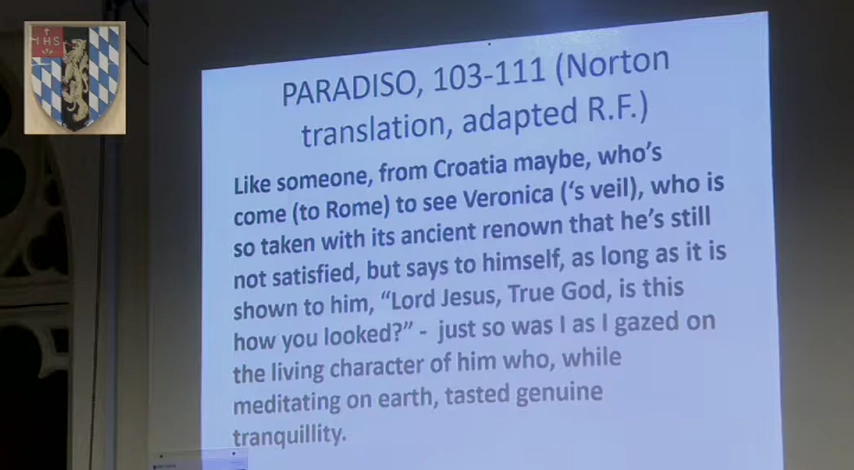 IHS
PARADISO, 103-111 (Norton
translation, adapted R.F.)
Like someone, from Croatia maybe, who's
come (to Rome) to see Veronica ('s veil), who is
so taken with its ancient renown that he's still
not satisfied, but says to himself, as long as it is
shown to him, “Lord Jesus, True God, is this
how you looked?” - just so was I as I gazed on
the living character of him who, while
meditating on earth, tasted genuine
tranquillity.